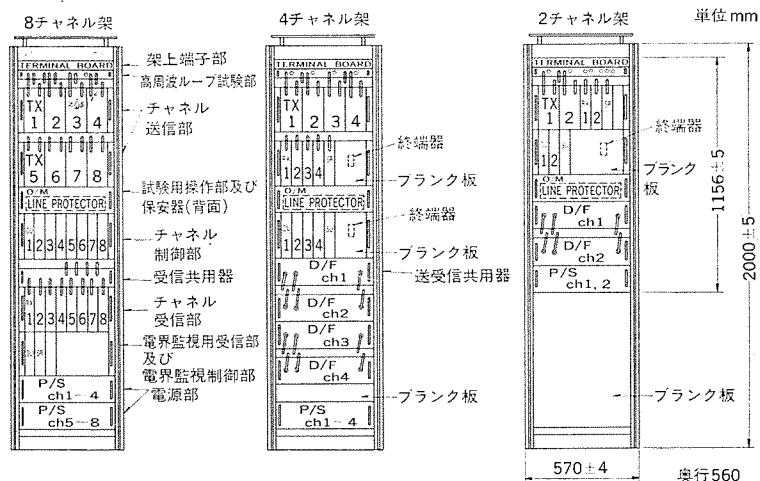 8チャネル架
4チャネル架
2チャネル架
単位mm
TERMINAL BOARD
TX
1 2 3 4
TX
5 6 7 8
O/M
LINE PROTECTOR
1 2 3 4 5 6 7 8
1 2 3 4 5 6 7 8
P/S
ch1–4
P/S
ch5–8
架上端子部
高周波ループ試験部
チャネル
送信部
試験用操作部及び
保安器(背面)
チャネル
制御部
受信共用器
チャネル
受信部
電界監視用受信部
及び
電界監視制御部
電源部
TERMINAL BOARD
TX
1 2 3 4
1 2 3 4
O/M
LINE PROTECTOR
1 2 3 4
D/F
ch1
D/F
ch2
D/F
ch3
D/F
ch4
P/S
ch1–4
終端器
ブランク板
終端器
ブランク板
送受信共用器
ブランク板
TERMINAL BOARD
TX
1 2 1 2
1 2
O/M
LINE PROTECTOR
D/F
ch1
D/F
ch2
P/S
ch1, 2
終端器
ブランク
板
ブランク板
1156±5
2000±5
570±4
奥行560